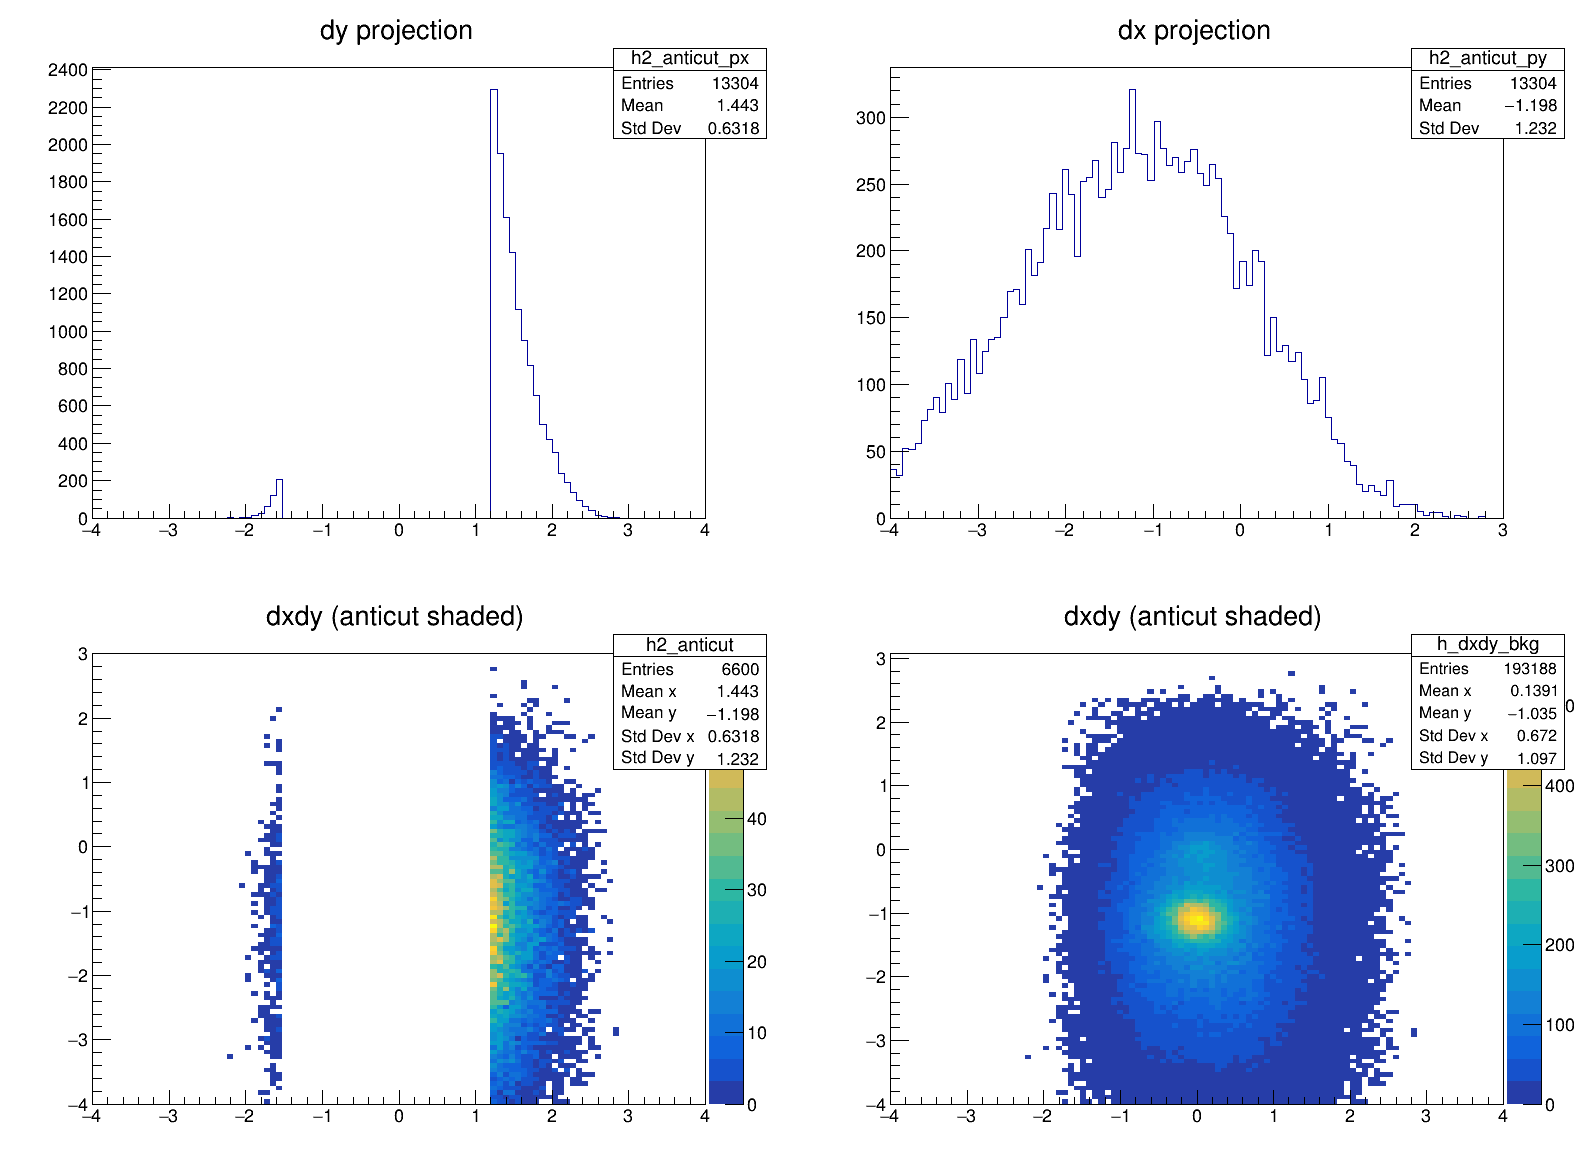 dy projection
h2_anticut_px
Entries 13304
Mean 1.443
Std Dev 0.6318
2400
2200
2000
1800
1600
1400
1200
1000
800
600
400
200
0
−4 −3 −2 −1 0 1 2 3 4
dx projection
h2_anticut_py
Entries 13304
Mean −1.198
Std Dev 1.232
300
250
200
150
100
50
0
−4 −3 −2 −1 0 1 2 3
dxdy (anticut shaded)
h2_anticut
Entries 6600
Mean x 1.443
Mean y −1.198
Std Dev x 0.6318
Std Dev y 1.232
3
2
1
0
−1
−2
−3
−4
−4 −3 −2 −1 0 1 2 3 4
40
30
20
10
0
dxdy (anticut shaded)
h_dxdy_bkg
Entries 193188
Mean x 0.1391
Mean y −1.035
Std Dev x 0.672
Std Dev y 1.097
3
2
1
0
−1
−2
−3
−4
−4 −3 −2 −1 0 1 2 3 4
0
400
300
200
100
0